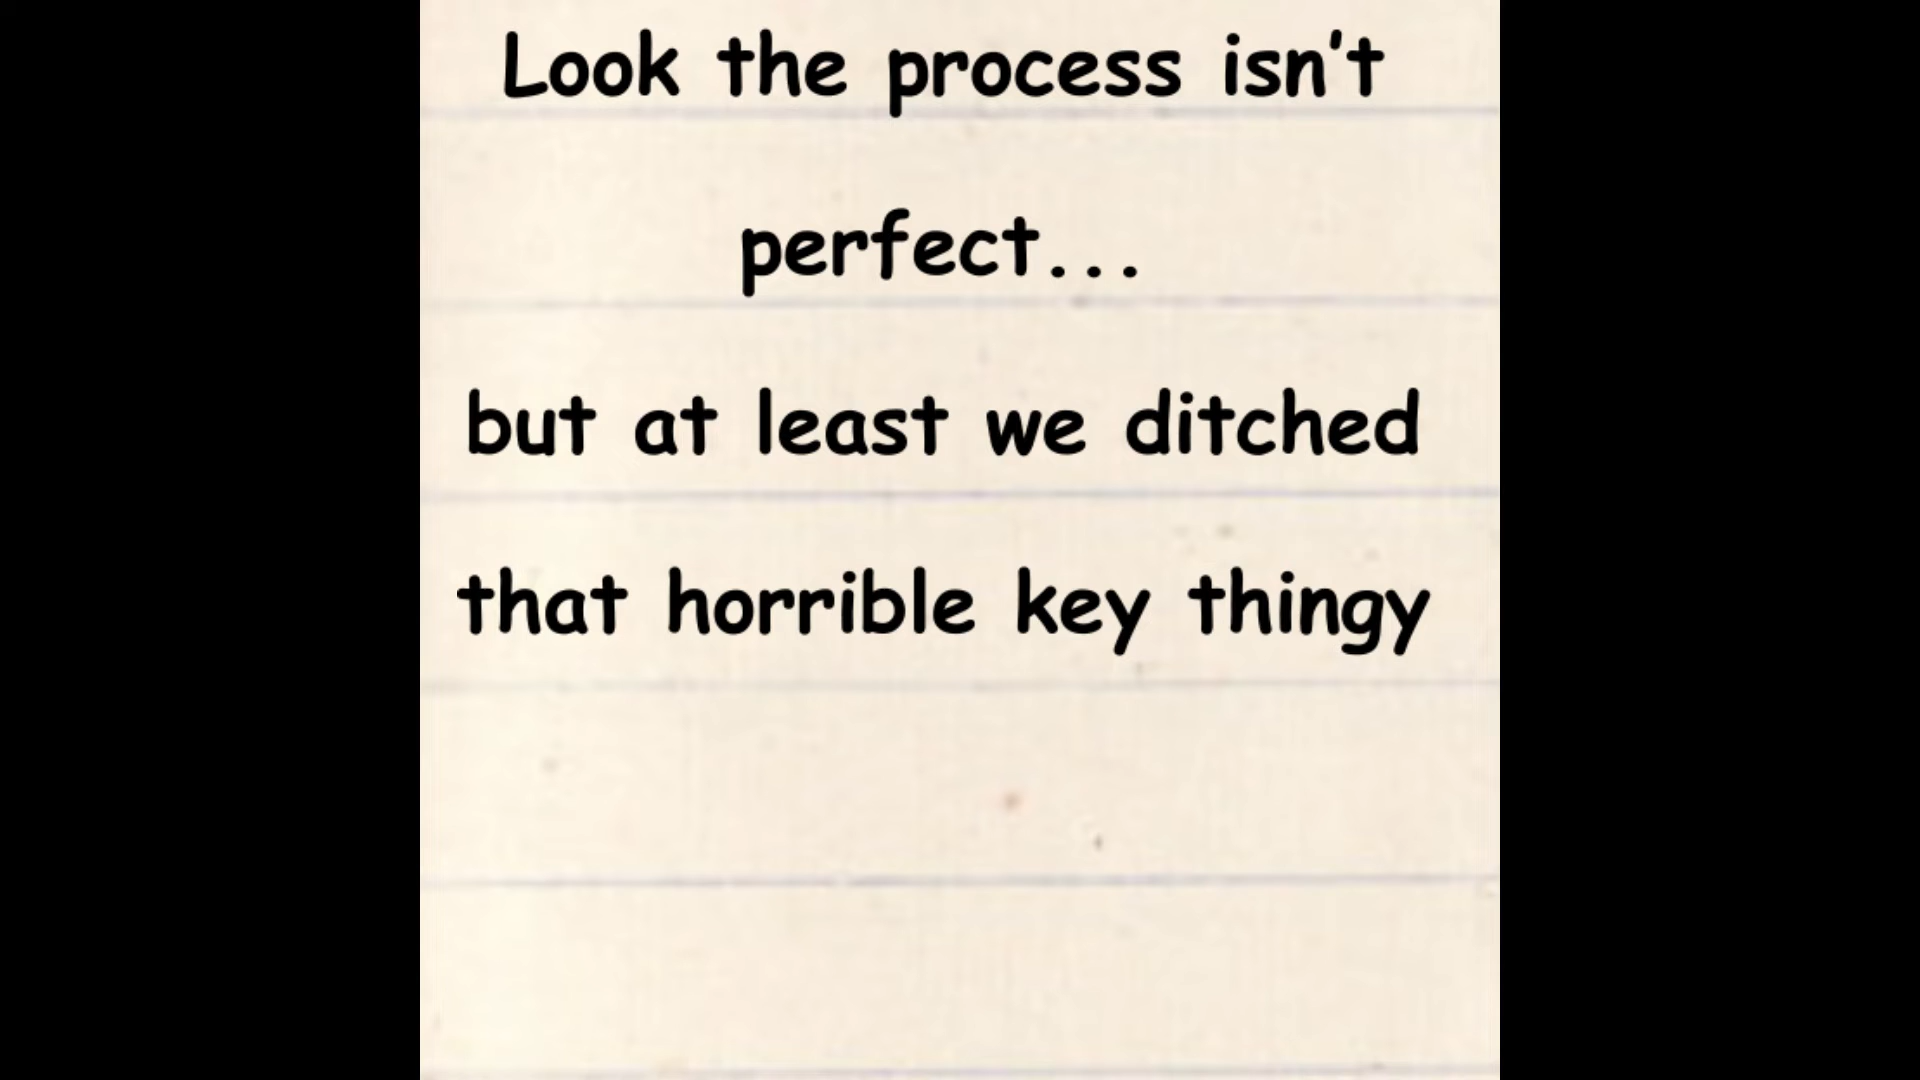 Look the process isn't
perfect...
but at least we ditched
that horrible key thingy